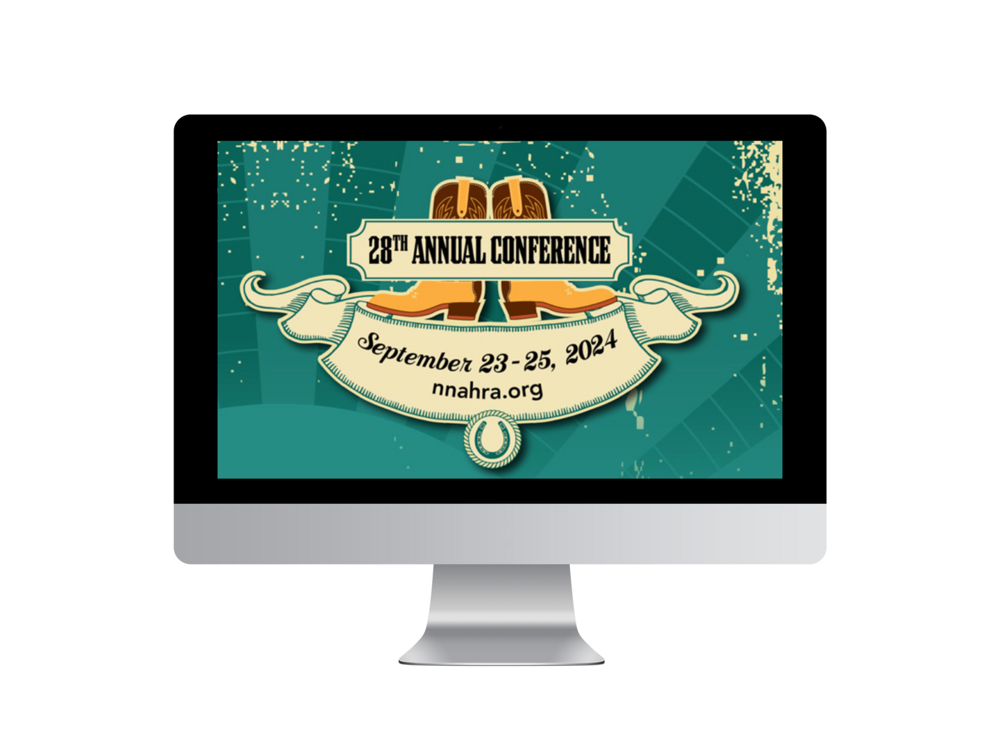 28TH ANNUAL CONFERENCE
September 23-25, 2024
nnahra.org